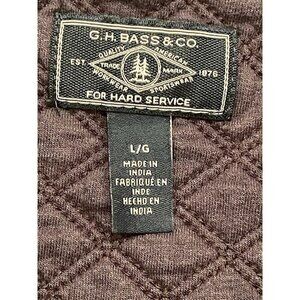 G.H. BASS & CO.
QUALITY AMERICAN
EST. TRADE MARK 1876
WORKWEAR SPORTSWEAR
FOR HARD SERVICE
L/G
MADE IN
INDIA
FABRIQUÉ EN
INDE
HECHO EN
INDIA